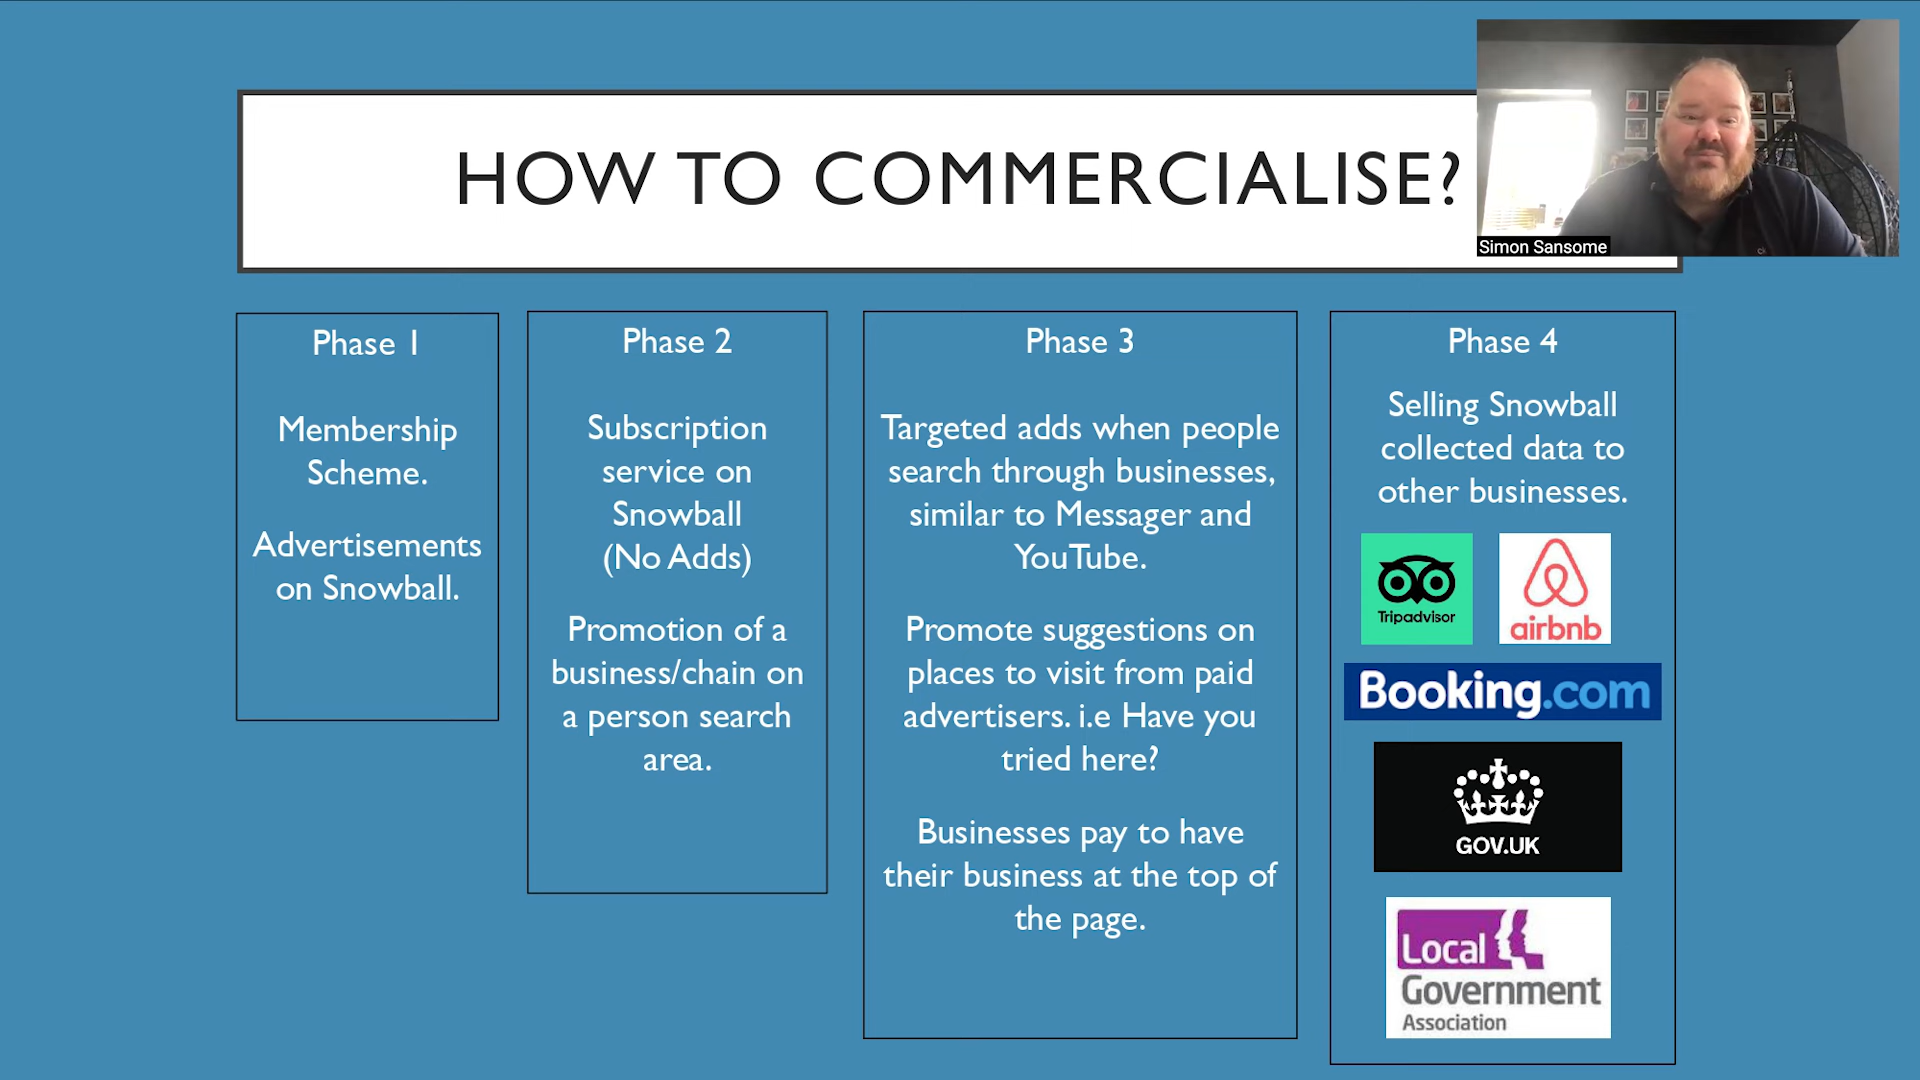 HOW TO COMMERCIALISE?
Simon Sansome
Phase 1
Membership
Scheme.
Advertisements
on Snowball.
Phase 2
Subscription
service on
Snowball
(No Adds)
Promotion of a
business/chain on
a person search
area.
Phase 3
Targeted adds when people
search through businesses,
similar to Messager and
YouTube.
Promote suggestions on
places to visit from paid
advertisers. i.e Have you
tried here?
Businesses pay to have
their business at the top of
the page.
Phase 4
Selling Snowball
collected data to
other businesses.
Tripadvisor
airbnb
Booking.com
GOV.UK
Local
Government
Association